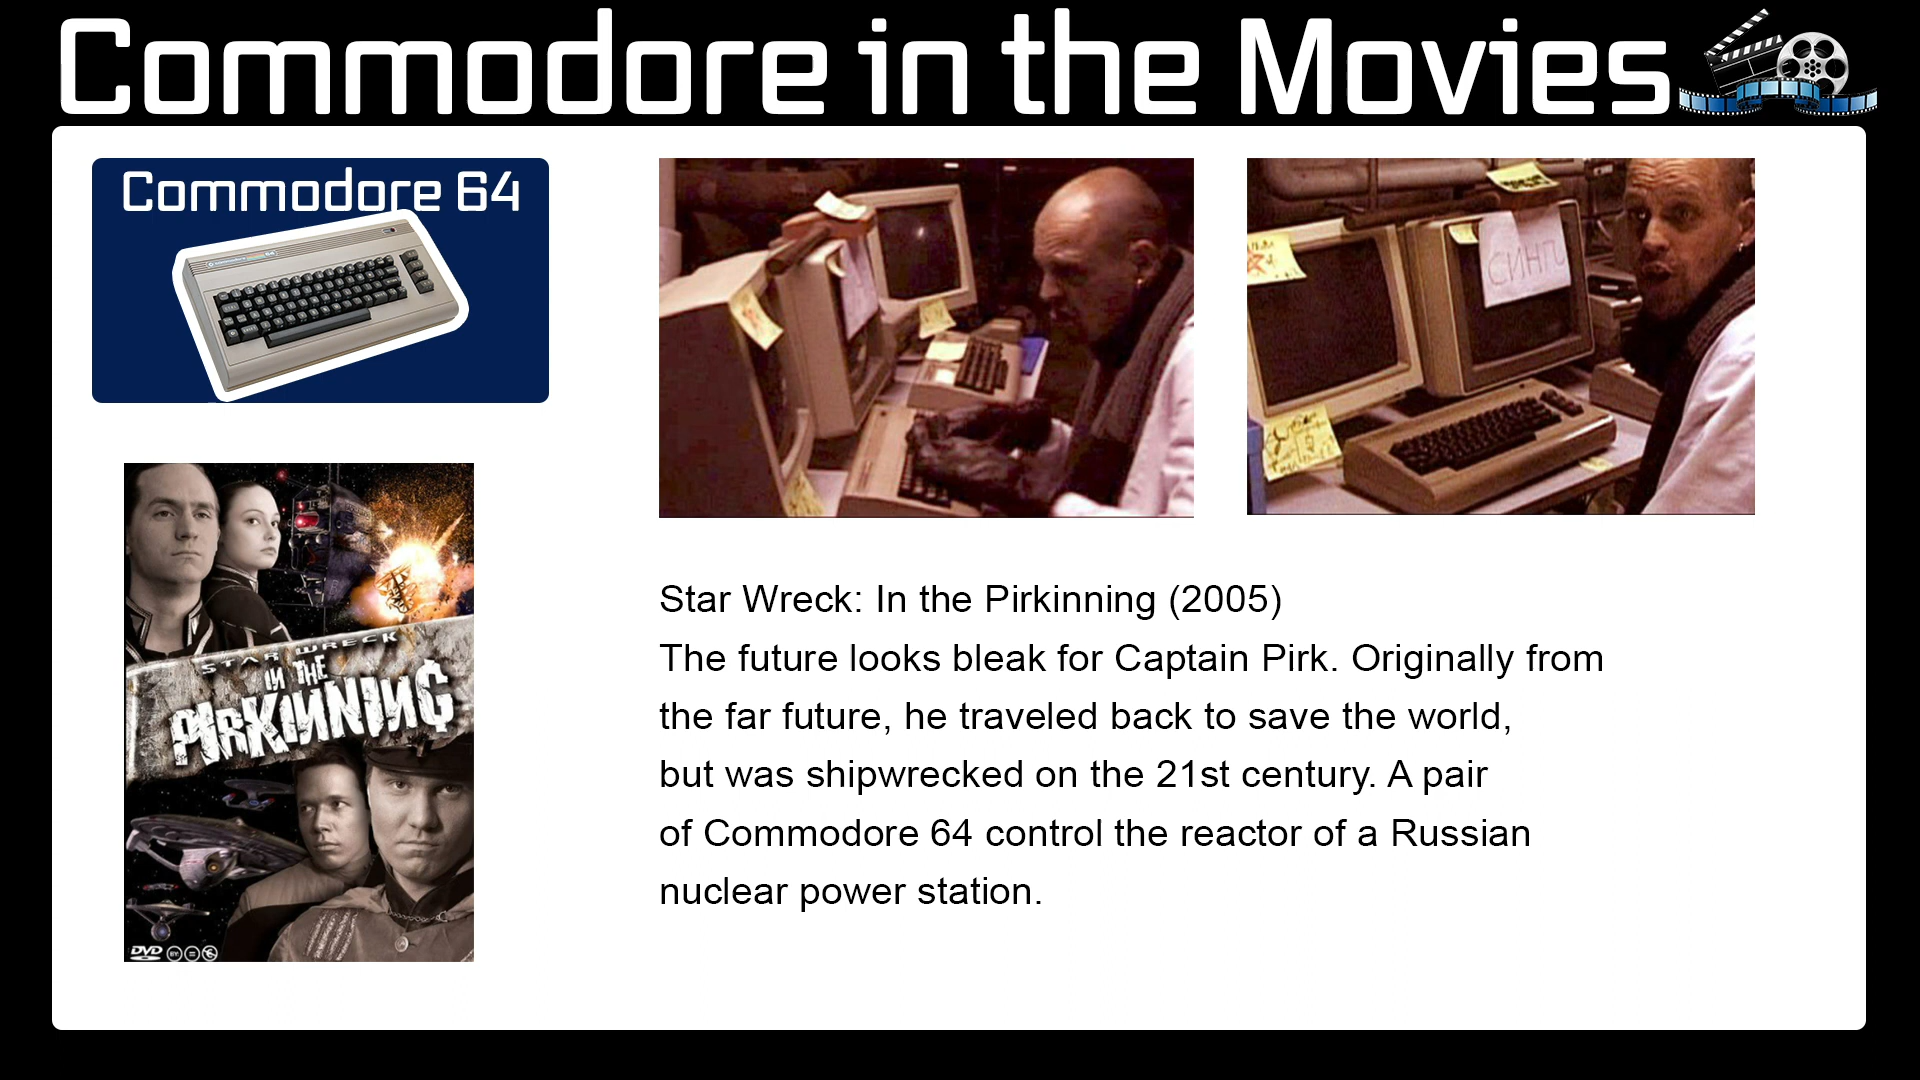 Commodore in the Movies
Commodore 64
СИНГЛ
STAR WRECK
IN THE
PIRKINNING
DVD
Star Wreck: In the Pirkinning (2005)
The future looks bleak for Captain Pirk. Originally from
the far future, he traveled back to save the world,
but was shipwrecked on the 21st century. A pair
of Commodore 64 control the reactor of a Russian
nuclear power station.